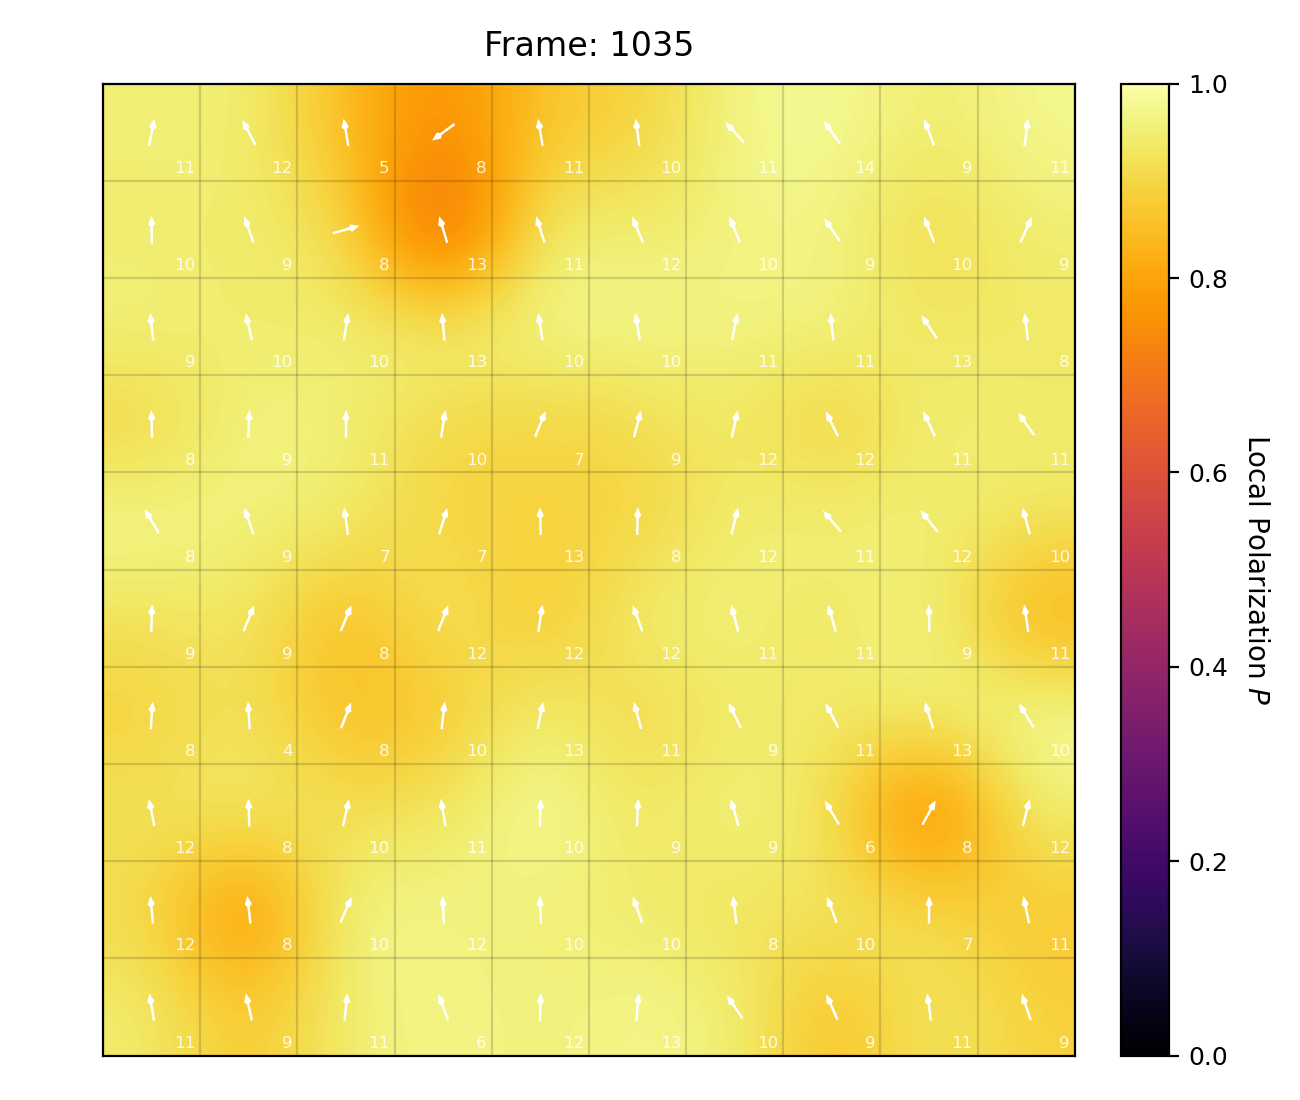 Frame: 1035
11 12 5 8 11 10 11 14 9 11
10 9 8 13 11 12 10 9 10 9
9 10 10 13 10 10 11 11 13 8
8 9 11 10 7 9 12 12 11 11
8 9 7 7 13 8 12 11 12 10
9 9 8 12 12 12 11 11 9 11
8 4 8 10 13 11 9 11 13 10
12 8 10 11 10 9 9 6 8 12
12 8 10 12 10 10 8 10 7 11
11 9 11 6 12 13 10 9 11 9
1.0
0.8
0.6
0.4
0.2
0.0
Local Polarization P